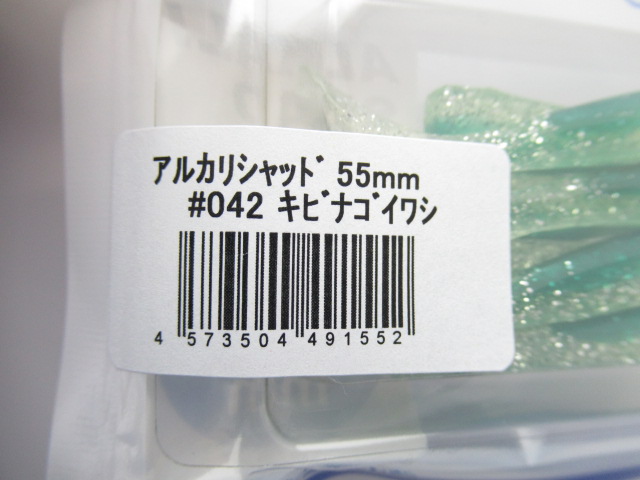 ｱﾙｶﾘｼｬｯﾄﾞ 55mm
#042 ｷﾋﾞﾅｺﾞｲﾜｼ
4 573504 491552